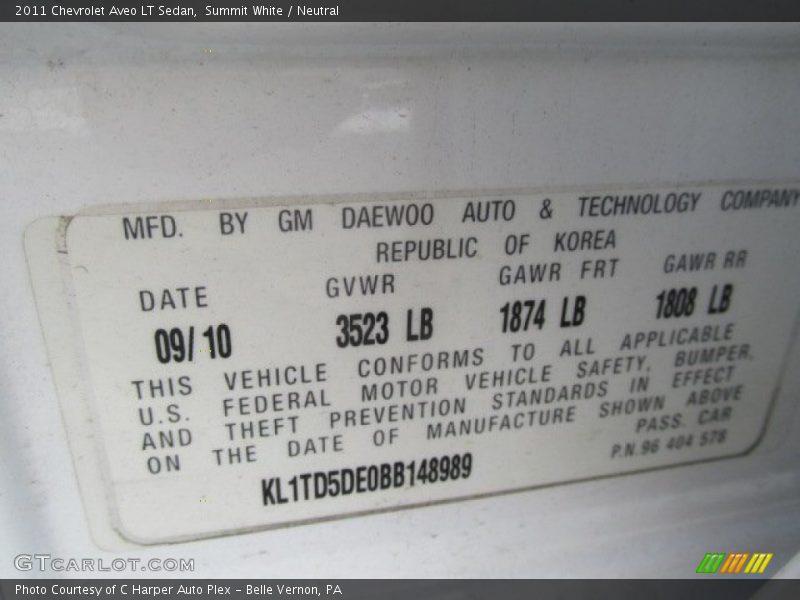 2011 Chevrolet Aveo LT Sedan, Summit White / Neutral
MFD. BY GM DAEWOO AUTO & TECHNOLOGY COMPANY
REPUBLIC OF KOREA
DATE GVWR GAWR FRT GAWR RR
09/10 3523 LB 1874 LB 1808 LB
THIS VEHICLE CONFORMS TO ALL APPLICABLE
U.S. FEDERAL MOTOR VEHICLE SAFETY, BUMPER,
AND THEFT PREVENTION STANDARDS IN EFFECT
ON THE DATE OF MANUFACTURE SHOWN ABOVE
PASS. CAR
KL1TD5DE0BB148989 P.N.96 404 578
GTCARLOT.COM
Photo Courtesy of C Harper Auto Plex – Belle Vernon, PA